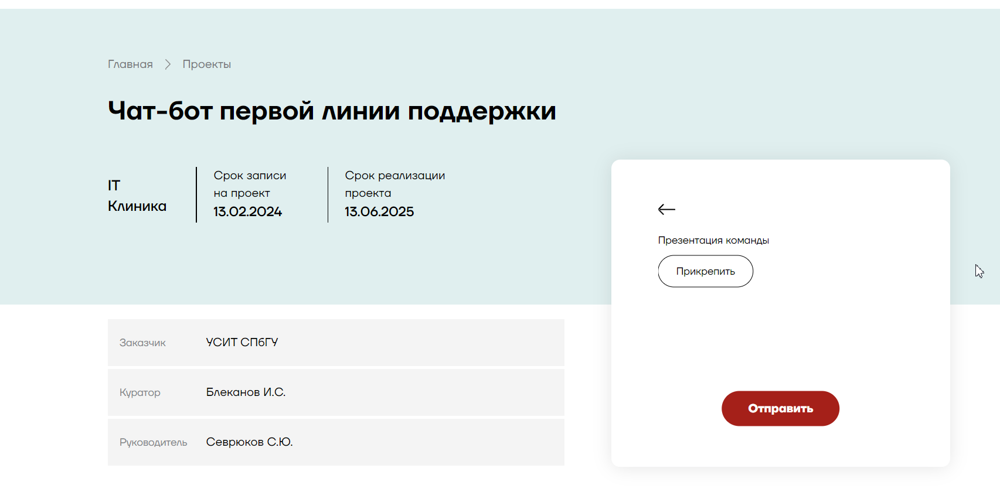 Главная
Проекты
Чат-бот первой линии поддержки
IT
Клиника
Срок записи
на проект
13.02.2024
Срок реализации
проекта
13.06.2025
Презентация команды
Прикрепить
Отправить
Заказчик
УСИТ СПбГУ
Куратор
Блеканов И.С.
Руководитель
Севрюков С.Ю.